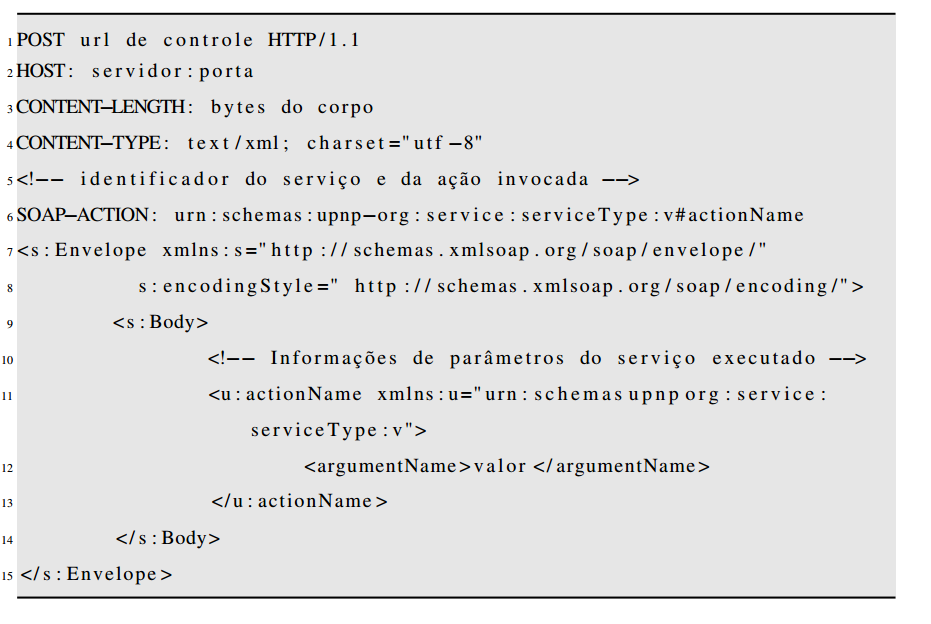 1 POST url de controle HTTP/1.1
2 HOST: servidor:porta
3 CONTENT-LENGTH: bytes do corpo
4 CONTENT-TYPE: text/xml; charset="utf-8"
5 <!-- identificador do serviço e da ação invocada -->
6 SOAP-ACTION: urn:schemas:upnp-org:service:serviceType:v#actionName
7 <s:Envelope xmlns:s="http://schemas.xmlsoap.org/soap/envelope/"
8 s:encodingStyle=" http://schemas.xmlsoap.org/soap/encoding/">
9 <s:Body>
10 <!-- Informações de parâmetros do serviço executado -->
11 <u:actionName xmlns:u="urn:schemas upnp org:service:
serviceType:v">
12 <argumentName>valor </argumentName>
13 </u:actionName>
14 </s:Body>
15 </s:Envelope>